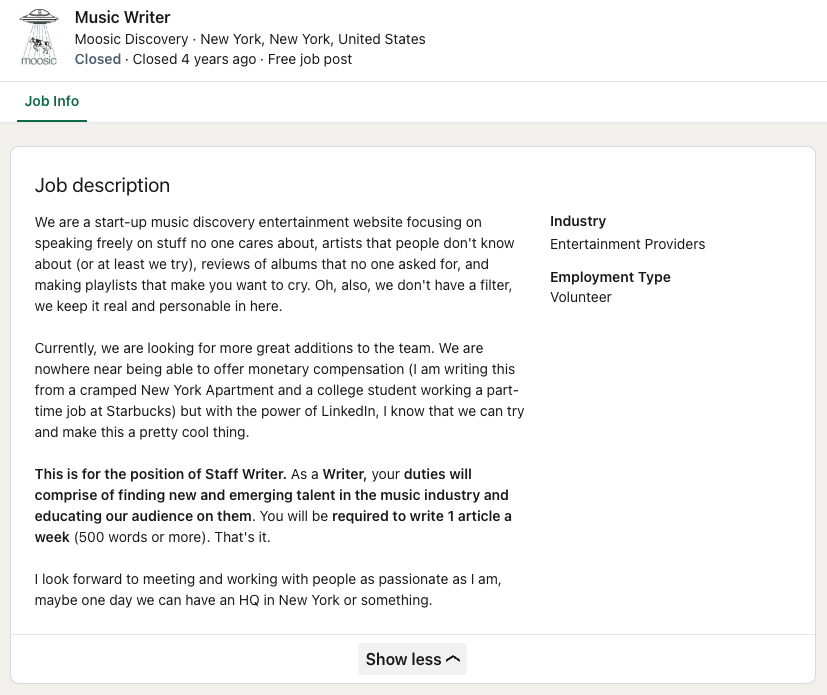 Music Writer
Moosic Discovery · New York, New York, United States
Closed · Closed 4 years ago · Free job post
moosic
Job Info
Job description
We are a start-up music discovery entertainment website focusing on
speaking freely on stuff no one cares about, artists that people don't know
about (or at least we try), reviews of albums that no one asked for, and
making playlists that make you want to cry. Oh, also, we don't have a filter,
we keep it real and personable in here.
Currently, we are looking for more great additions to the team. We are
nowhere near being able to offer monetary compensation (I am writing this
from a cramped New York Apartment and a college student working a part-
time job at Starbucks) but with the power of LinkedIn, I know that we can try
and make this a pretty cool thing.
This is for the position of Staff Writer. As a Writer, your duties will
comprise of finding new and emerging talent in the music industry and
educating our audience on them. You will be required to write 1 article a
week (500 words or more). That's it.
I look forward to meeting and working with people as passionate as I am,
maybe one day we can have an HQ in New York or something.
Industry
Entertainment Providers
Employment Type
Volunteer
Show less